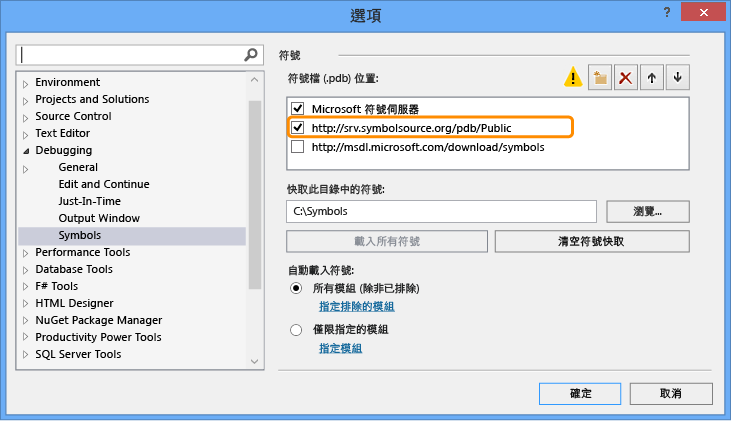 選項
? ×
Environment
Projects and Solutions
Source Control
Text Editor
Debugging
General
Edit and Continue
Just-In-Time
Output Window
Symbols
Performance Tools
Database Tools
F# Tools
HTML Designer
NuGet Package Manager
Productivity Power Tools
SQL Server Tools
符號
符號檔 (.pdb) 位置:
Microsoft 符號伺服器
http://srv.symbolsource.org/pdb/Public
http://msdl.microsoft.com/download/symbols
快取此目錄中的符號:
C:\Symbols
瀏覽...
載入所有符號
清空符號快取
自動載入符號:
所有模組 (除非已排除)
指定排除的模組
僅限指定的模組
指定模組
確定
取消